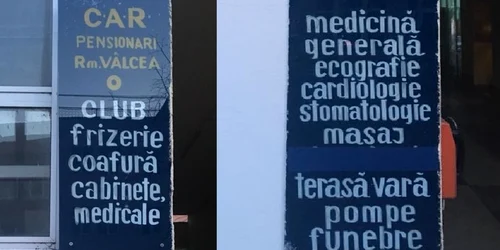 CAR
PENSIONARI
Rm. VÂLCEA
O
CLUB
frizerie
coafură
cabinete,
medicale
medicină
generală
ecografie
cardiologie
stomatologie
masaj
terasă vară
pompe
funebre